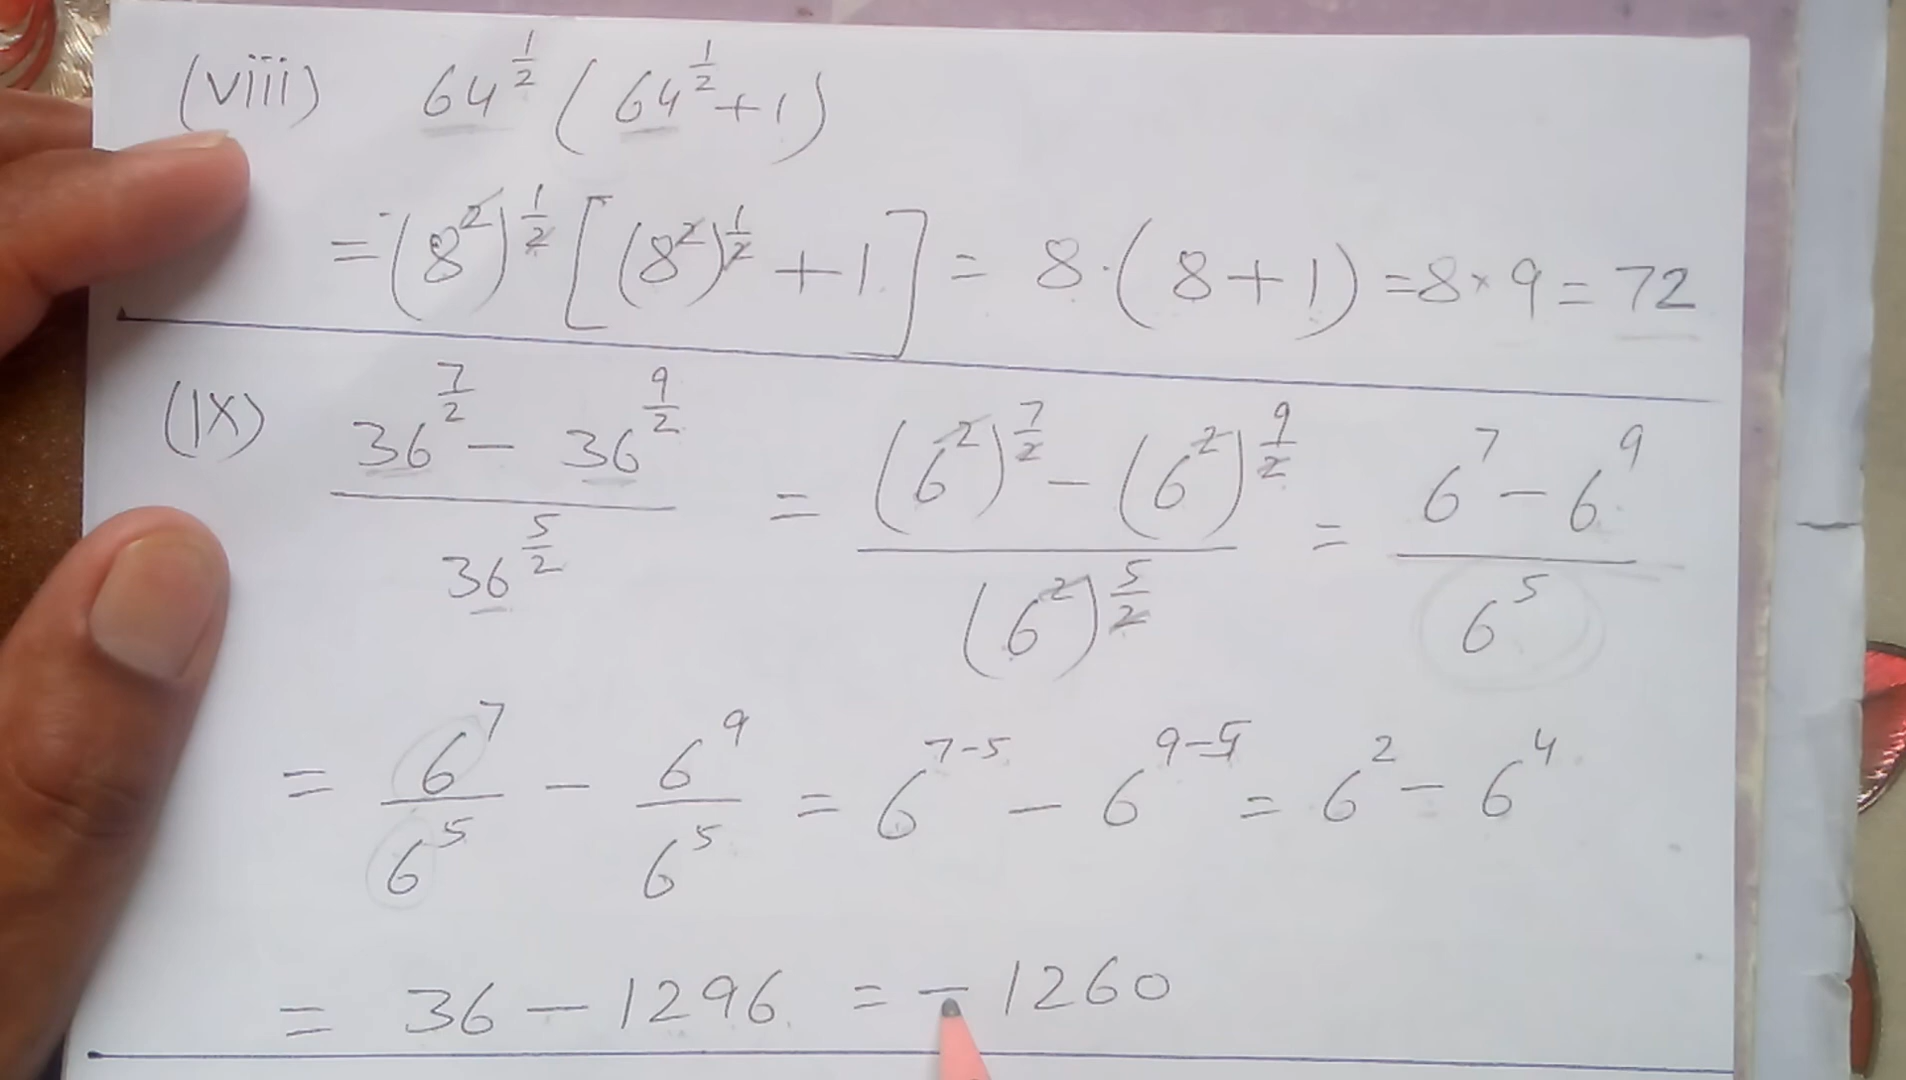 (viii) 64^(1/2) (64^(1/2) + 1)
= (8^2)^(1/2) [(8^2)^(1/2) + 1] = 8·(8 + 1) = 8 × 9 = 72
(IX) (36^(7/2) − 36^(9/2)) / 36^(5/2) = ((6^2)^(7/2) − (6^2)^(9/2)) / (6^2)^(5/2) = (6^7 − 6^9) / 6^5
= 6^7/6^5 − 6^9/6^5 = 6^(7−5) − 6^(9−5) = 6^2 − 6^4
= 36 − 1296 = −1260